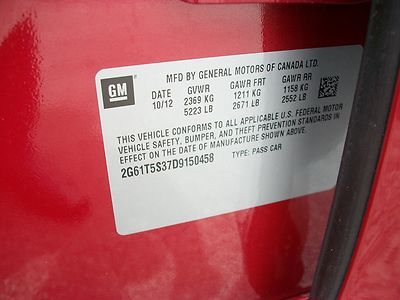 MFD BY GENERAL MOTORS OF CANADA LTD.
GM
DATE GVWR GAWR FRT GAWR RR
10/12 2369 KG 1211 KG 1158 KG
5223 LB 2671 LB 2552 LB
THIS VEHICLE CONFORMS TO ALL APPLICABLE U.S. FEDERAL MOTOR
VEHICLE SAFETY, BUMPER, AND THEFT PREVENTION STANDARDS IN
EFFECT ON THE DATE OF MANUFACTURE SHOWN ABOVE.
2G61T5S37D9150458 TYPE: PASS CAR